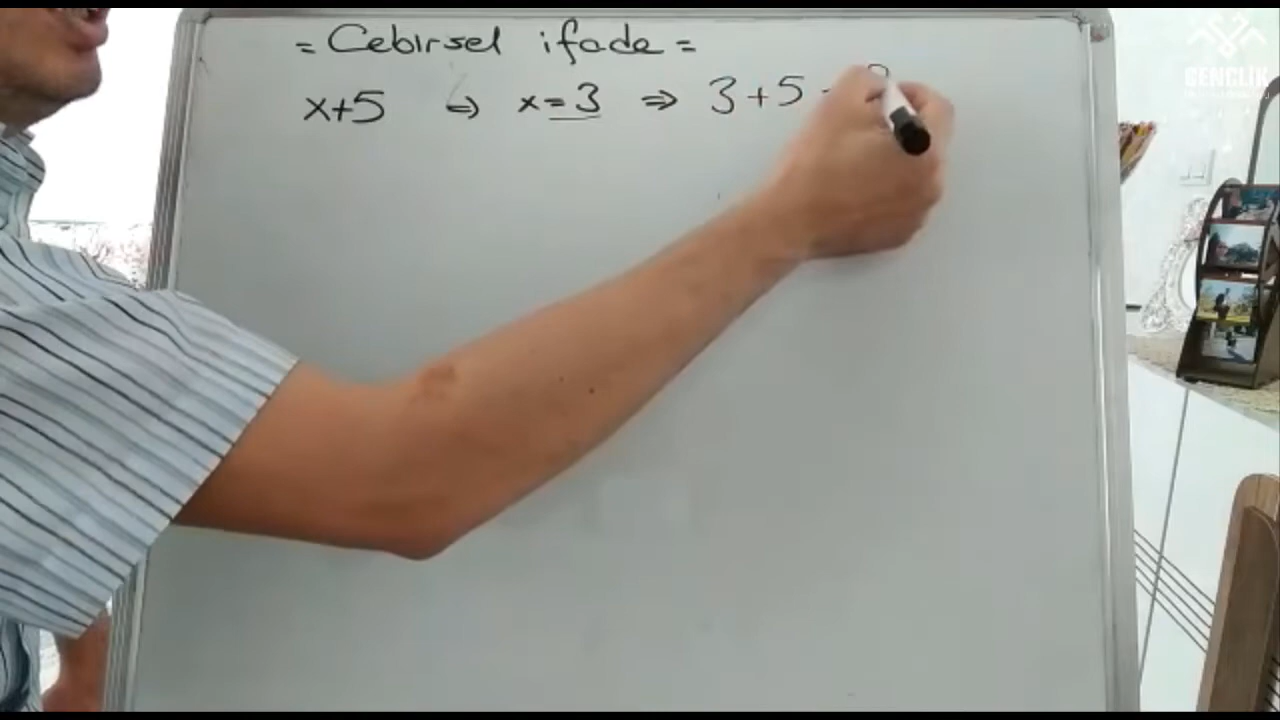 = Cebirsel ifade =
x+5 => x=3 => 3+5
GENÇLİK